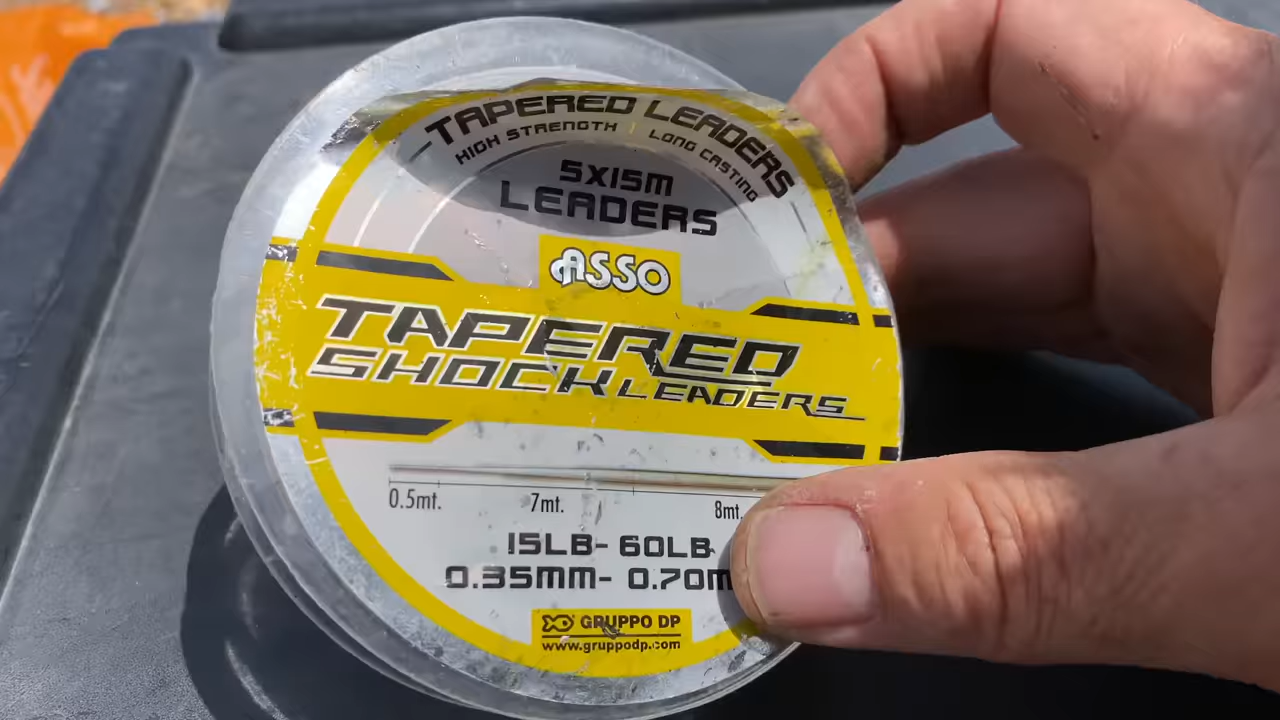 TAPERED LEADERS
HIGH STRENGTH | LONG CASTING
5X15M
LEADERS
ASSO
TAPERED
SHOCK LEADERS
0.5mt. 7mt. 8mt.
15LB- 60LB
0.35MM- 0.70M
GRUPPO DP
www.gruppodp.com